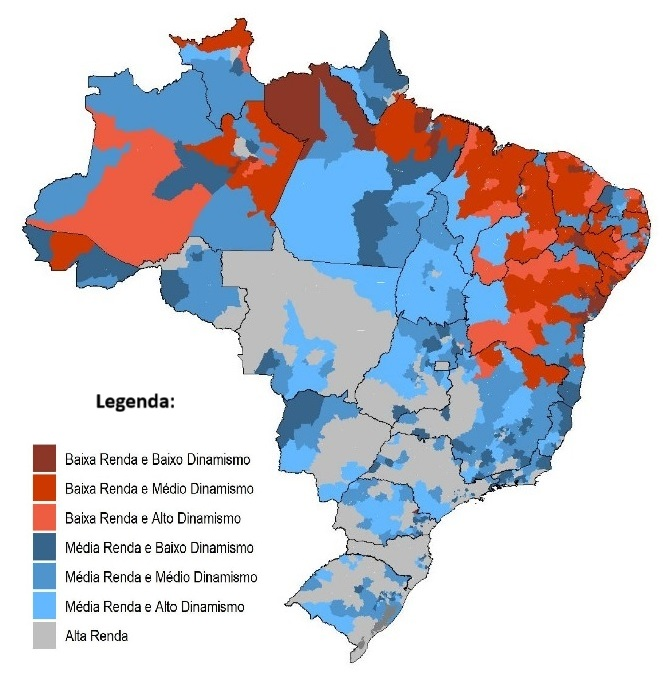 Legenda:
Baixa Renda e Baixo Dinamismo
Baixa Renda e Médio Dinamismo
Baixa Renda e Alto Dinamismo
Média Renda e Baixo Dinamismo
Média Renda e Médio Dinamismo
Média Renda e Alto Dinamismo
Alta Renda